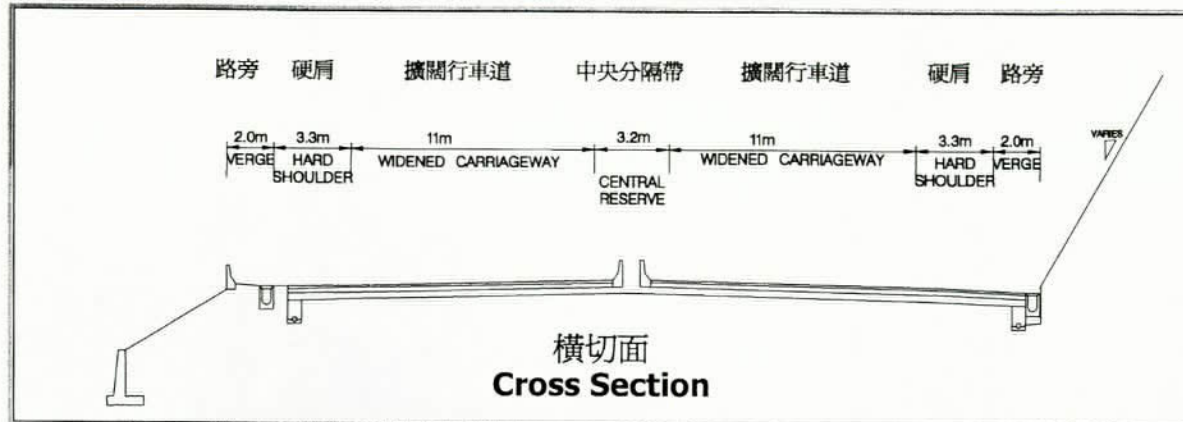 路旁 硬肩 擴闊行車道 中央分隔帶 擴闊行車道 硬肩 路旁
2.0m 3.3m 11m 3.2m 11m 3.3m 2.0m
VERGE HARD SHOULDER WIDENED CARRIAGEWAY CENTRAL RESERVE WIDENED CARRIAGEWAY HARD SHOULDER VERGE
VARIES
橫切面
Cross Section